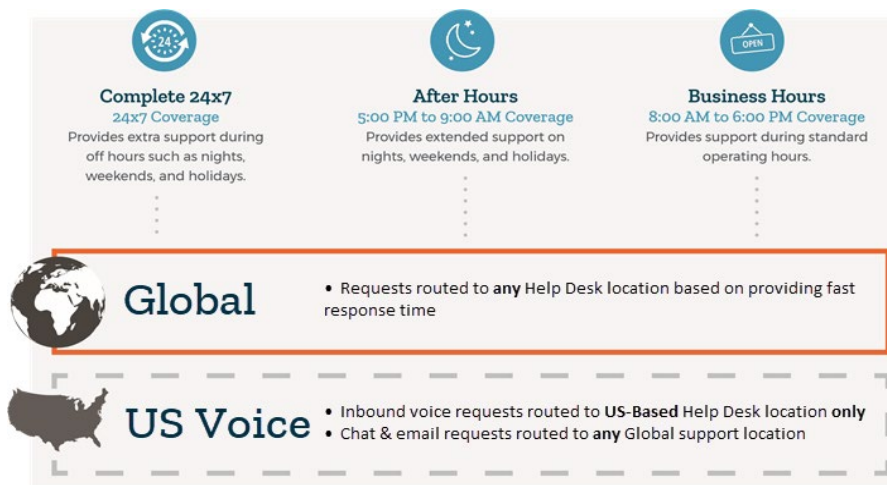 24
OPEN
Complete 24x7
24x7 Coverage
Provides extra support during
off hours such as nights,
weekends, and holidays.
After Hours
5:00 PM to 9:00 AM Coverage
Provides extended support on
nights, weekends, and holidays.
Business Hours
8:00 AM to 6:00 PM Coverage
Provides support during standard
operating hours.
Global
• Requests routed to any Help Desk location based on providing fast
response time
US Voice
• Inbound voice requests routed to US-Based Help Desk location only
• Chat & email requests routed to any Global support location